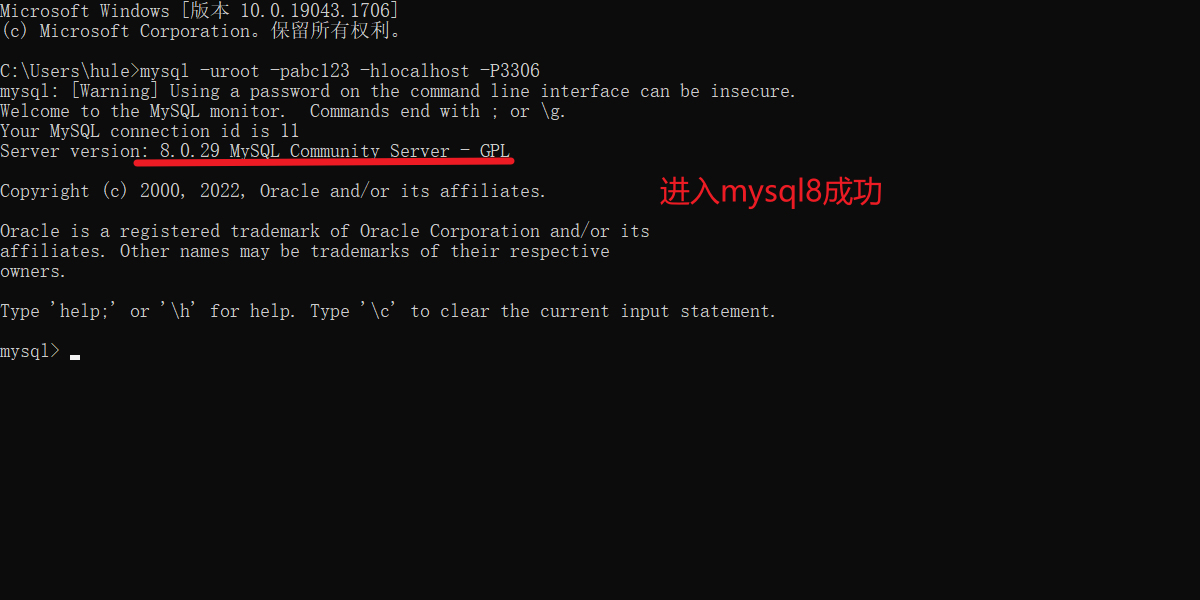 Microsoft Windows [版本 10.0.19043.1706]
(c) Microsoft Corporation。保留所有权利。
C:\Users\hule>mysql -uroot -pabc123 -hlocalhost -P3306
mysql: [Warning] Using a password on the command line interface can be insecure.
Welcome to the MySQL monitor.  Commands end with ; or \g.
Your MySQL connection id is 11
Server version: 8.0.29 MySQL Community Server - GPL
Copyright (c) 2000, 2022, Oracle and/or its affiliates.
进入mysql8成功
Oracle is a registered trademark of Oracle Corporation and/or its
affiliates. Other names may be trademarks of their respective
owners.
Type 'help;' or '\h' for help. Type '\c' to clear the current input statement.
mysql>